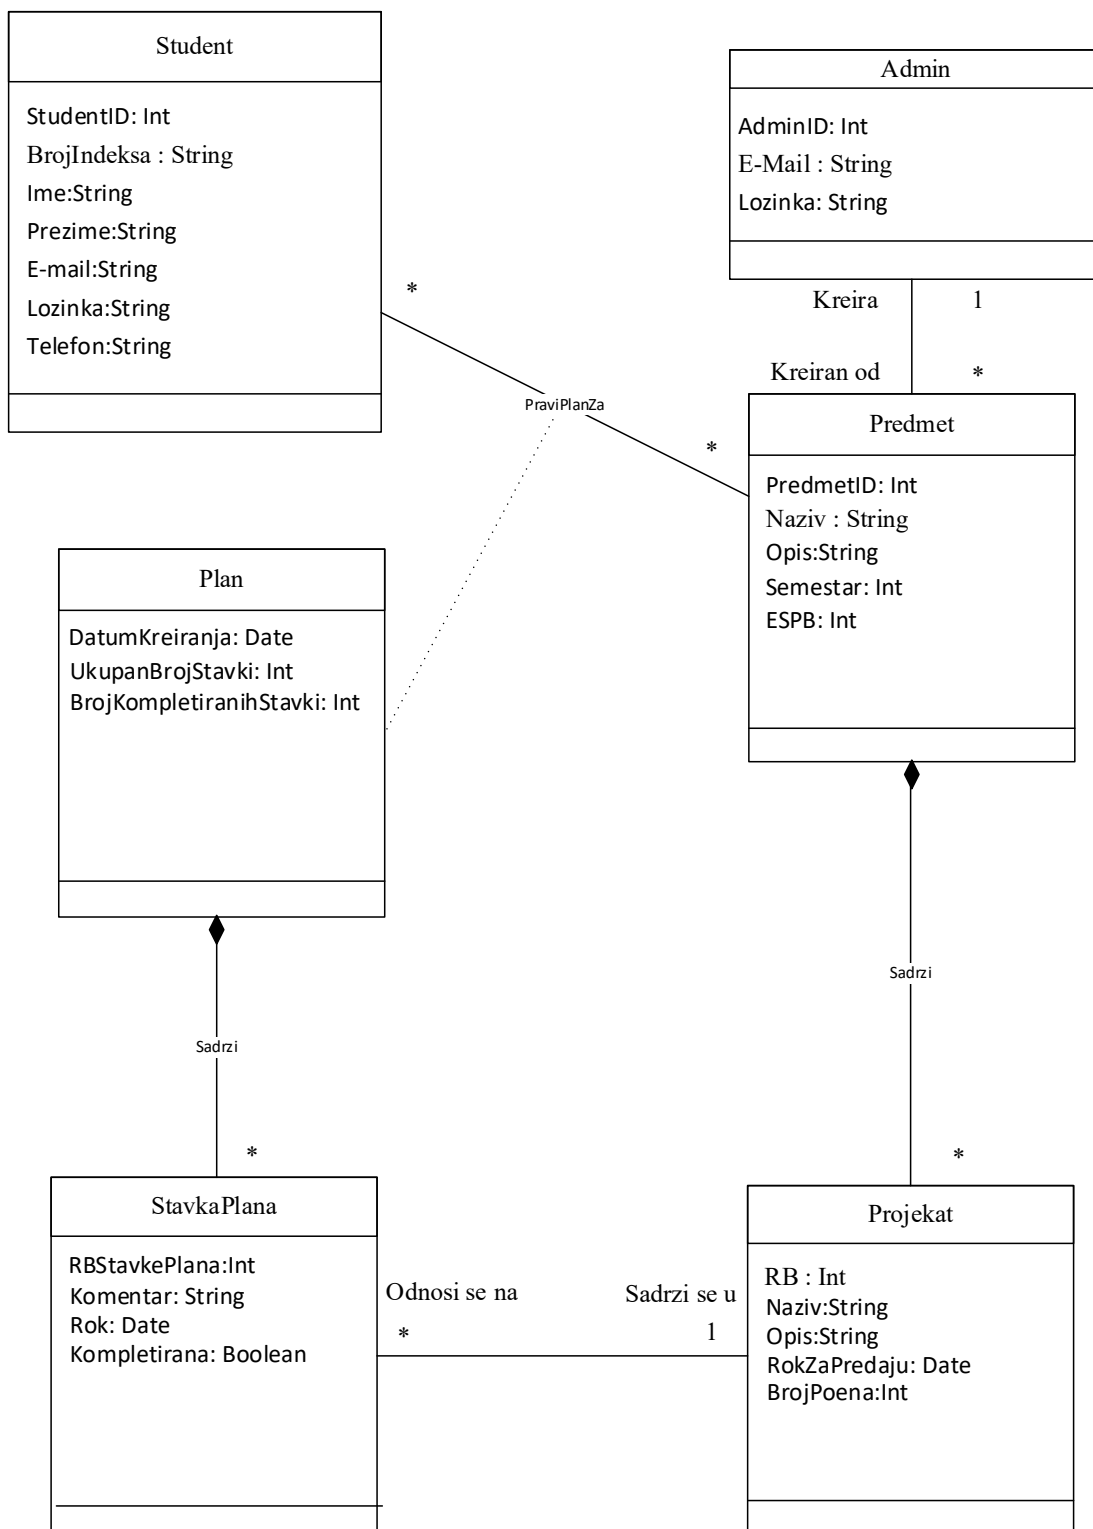 Student
StudentID: Int
BrojIndeksa : String
Ime:String
Prezime:String
E-mail:String
Lozinka:String
Telefon:String
Admin
AdminID: Int
E-Mail : String
Lozinka: String
Kreira
1
Kreiran od
*
*
PraviPlanZa
*
Predmet
PredmetID: Int
Naziv : String
Opis:String
Semestar: Int
ESPB: Int
Plan
DatumKreiranja: Date
UkupanBrojStavki: Int
BrojKompletiranihStavki: Int
Sadrzi
*
Sadrzi
*
StavkaPlana
RBStavkePlana:Int
Komentar: String
Rok: Date
Kompletirana: Boolean
Odnosi se na
*
Sadrzi se u
1
Projekat
RB : Int
Naziv:String
Opis:String
RokZaPredaju: Date
BrojPoena:Int